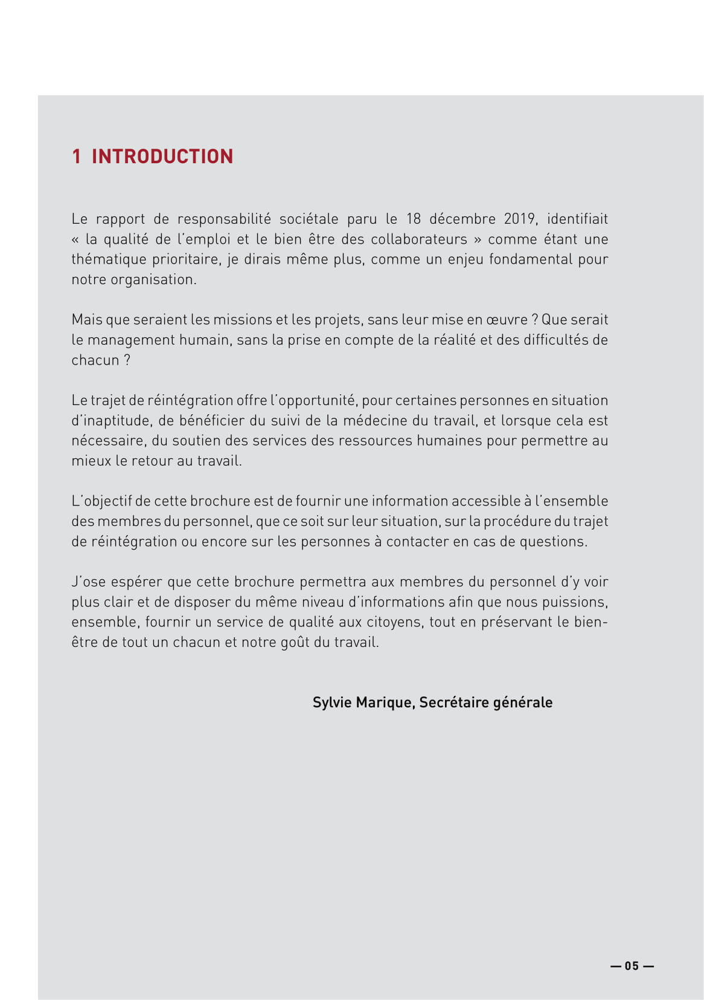 1 INTRODUCTION
Le rapport de responsabilité sociétale paru le 18 décembre 2019, identifiait
« la qualité de l’emploi et le bien être des collaborateurs » comme étant une
thématique prioritaire, je dirais même plus, comme un enjeu fondamental pour
notre organisation.
Mais que seraient les missions et les projets, sans leur mise en œuvre ? Que serait
le management humain, sans la prise en compte de la réalité et des difficultés de
chacun ?
Le trajet de réintégration offre l’opportunité, pour certaines personnes en situation
d’inaptitude, de bénéficier du suivi de la médecine du travail, et lorsque cela est
nécessaire, du soutien des services des ressources humaines pour permettre au
mieux le retour au travail.
L’objectif de cette brochure est de fournir une information accessible à l’ensemble
des membres du personnel, que ce soit sur leur situation, sur la procédure du trajet
de réintégration ou encore sur les personnes à contacter en cas de questions.
J’ose espérer que cette brochure permettra aux membres du personnel d’y voir
plus clair et de disposer du même niveau d’informations afin que nous puissions,
ensemble, fournir un service de qualité aux citoyens, tout en préservant le bien-
être de tout un chacun et notre goût du travail.
Sylvie Marique, Secrétaire générale
— 05 —